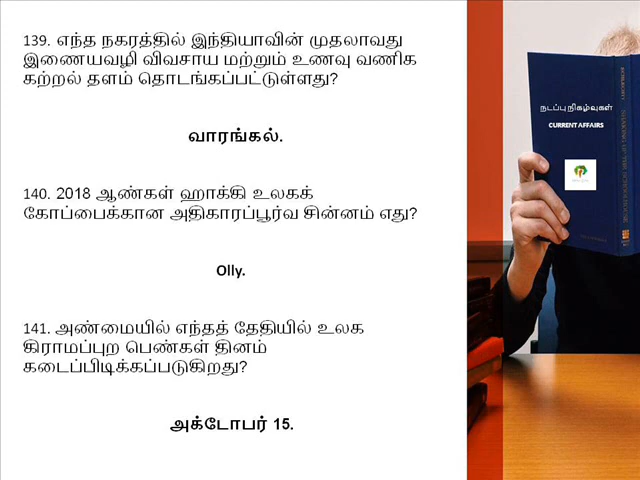 139. எந்த நகரத்தில் இந்தியாவின் முதலாவது
இணையவழி விவசாய மற்றும் உணவு வணிக
கற்றல் தளம் தொடங்கப்பட்டுள்ளது?
வாரங்கல்.
140. 2018 ஆண்கள் ஹாக்கி உலகக்
கோப்பைக்கான அதிகாரப்பூர்வ சின்னம் எது?
Olly.
141. அண்மையில் எந்தத் தேதியில் உலக
கிராமப்புற பெண்கள் தினம்
கடைப்பிடிக்கப்படுகிறது?
அக்டோபர் 15.
நடப்பு நிகழ்வுகள்
CURRENT AFFAIRS